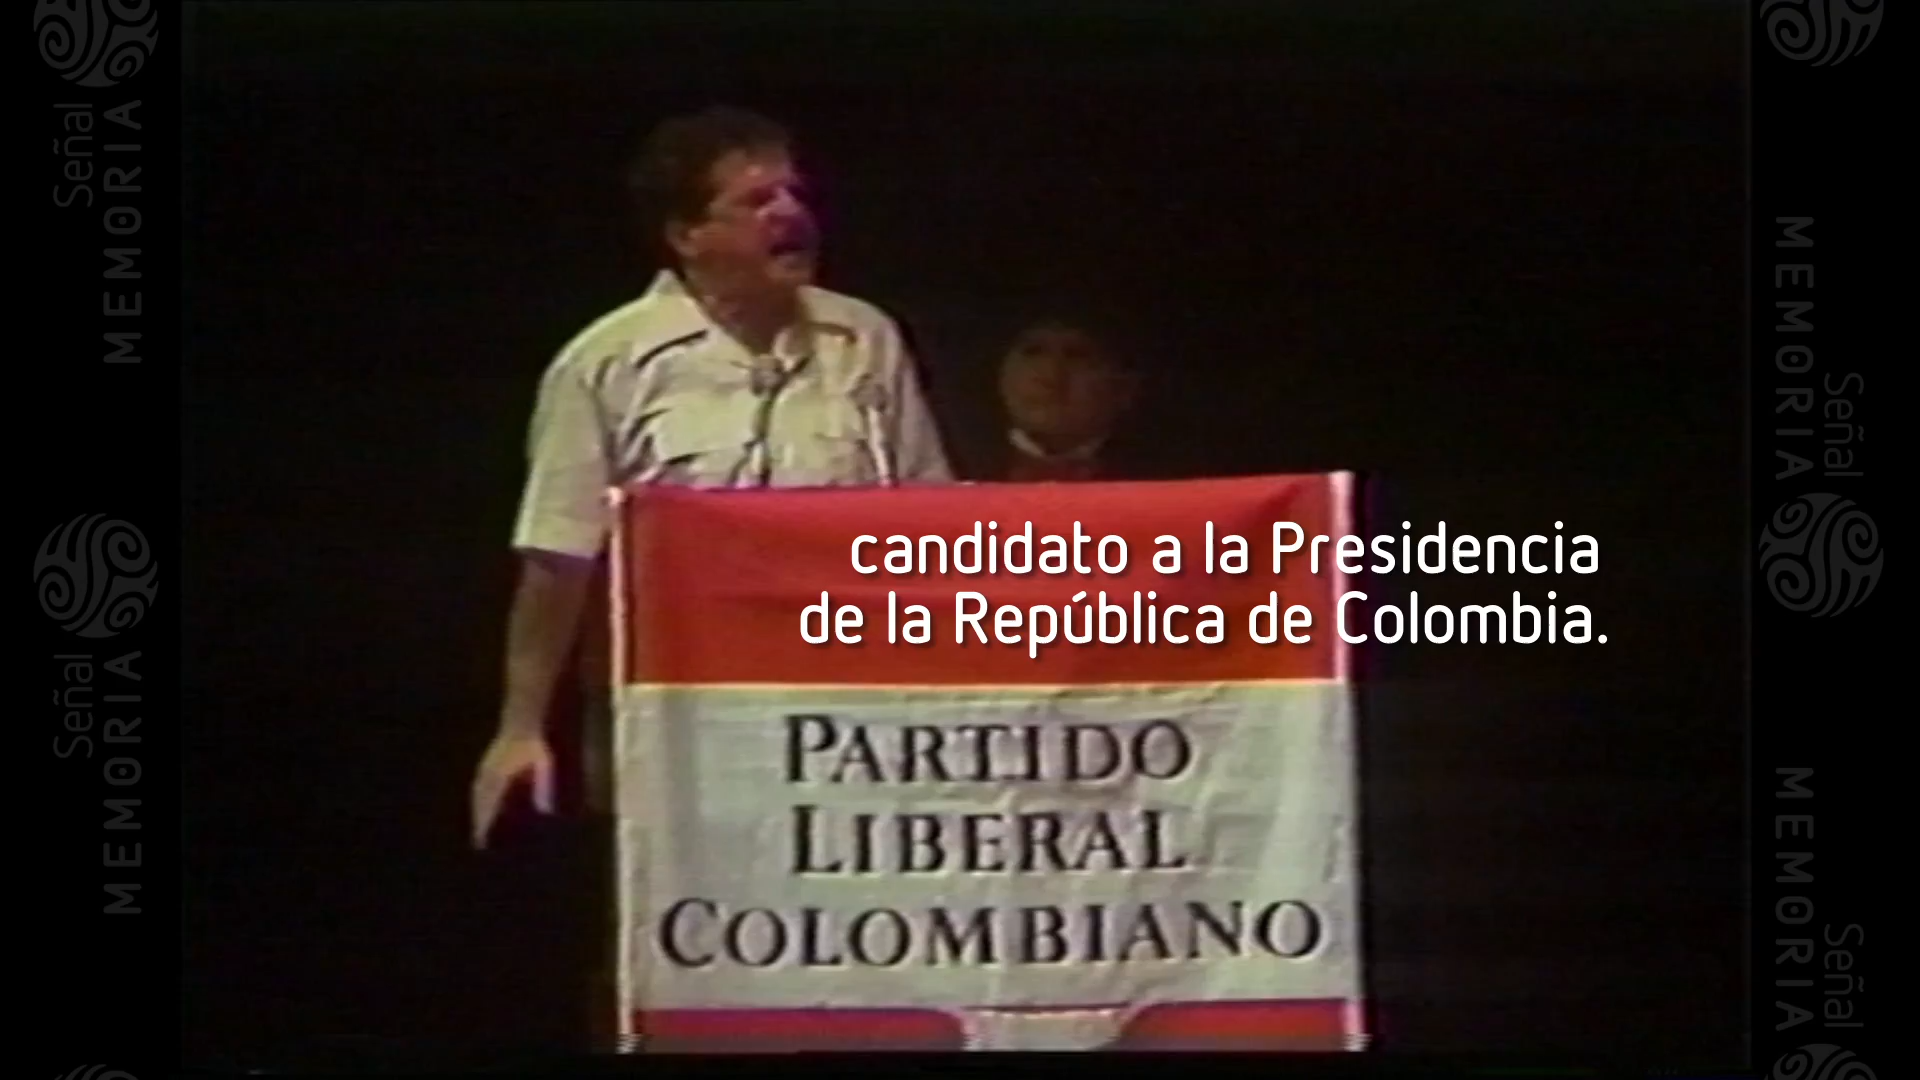 candidato a la Presidencia
de la República de Colombia.
PARTIDO
LIBERAL
COLOMBIANO
Señal
MEMORIA
Señal
MEMORIA
MEMORIA
Señal
MEMORIA
Señal